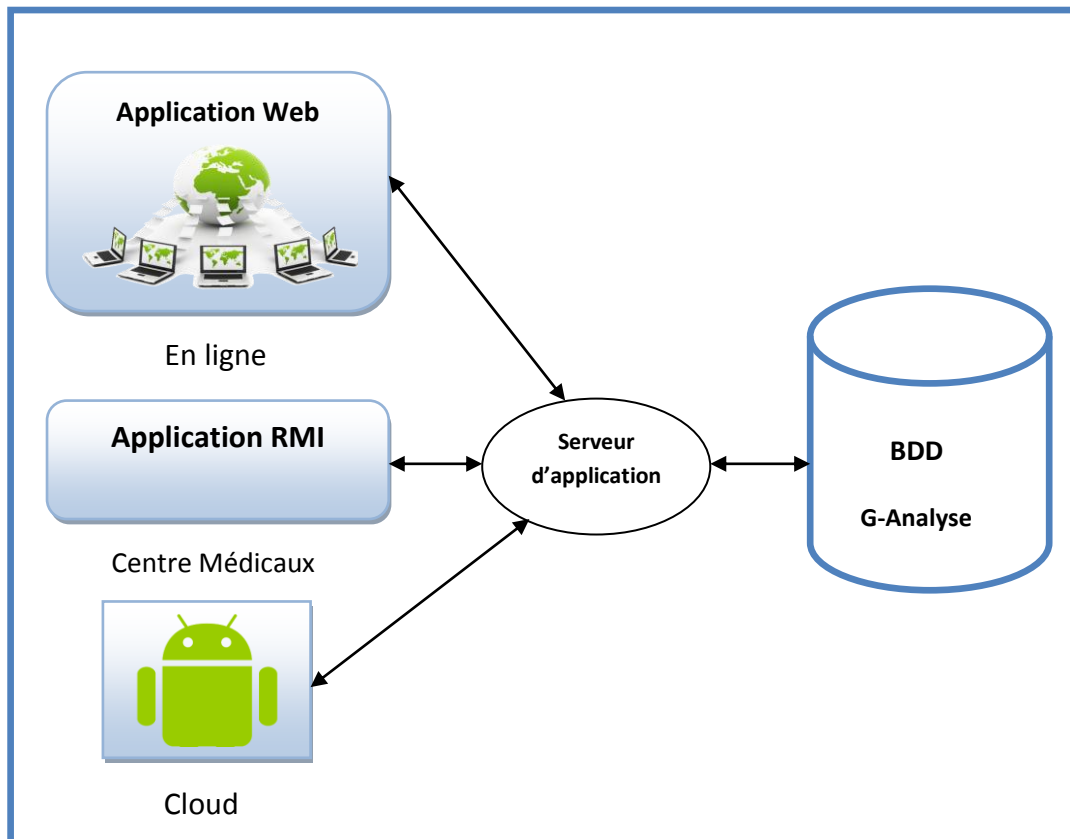 Application Web
En ligne
Application RMI
Centre Médicaux
Cloud
Serveur
d’application
BDD
G-Analyse